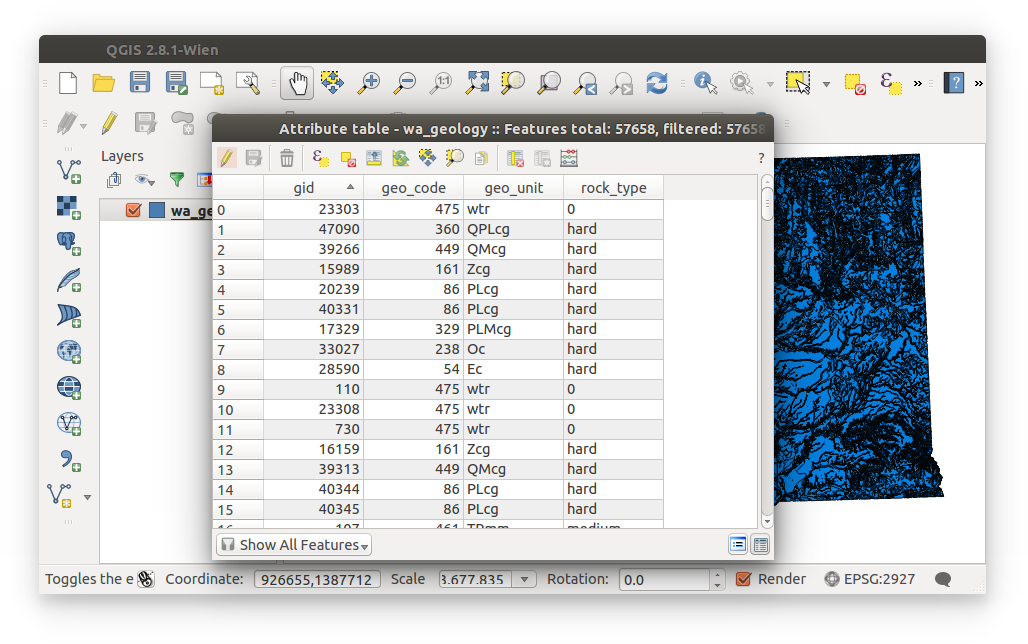 QGIS 2.8.1-Wien
Attribute table - wa_geology :: Features total: 57658, filtered: 57658
Layers
wa_ge
?
gid geo_code geo_unit rock_type
0 23303 475 wtr 0
1 47090 360 QPLcg hard
2 39266 449 QMcg hard
3 15989 161 Zcg hard
4 20239 86 PLcg hard
5 40331 86 PLcg hard
6 17329 329 PLMcg hard
7 33027 238 Oc hard
8 28590 54 Ec hard
9 110 475 wtr 0
10 23308 475 wtr 0
11 730 475 wtr 0
12 16159 161 Zcg hard
13 39313 449 QMcg hard
14 40344 86 PLcg hard
15 40345 86 PLcg hard
16 107 461 TRmm medium
Show All Features
Toggles the e Coordinate: 926655,1387712 Scale 3.677.835 Rotation: 0.0 Render EPSG:2927